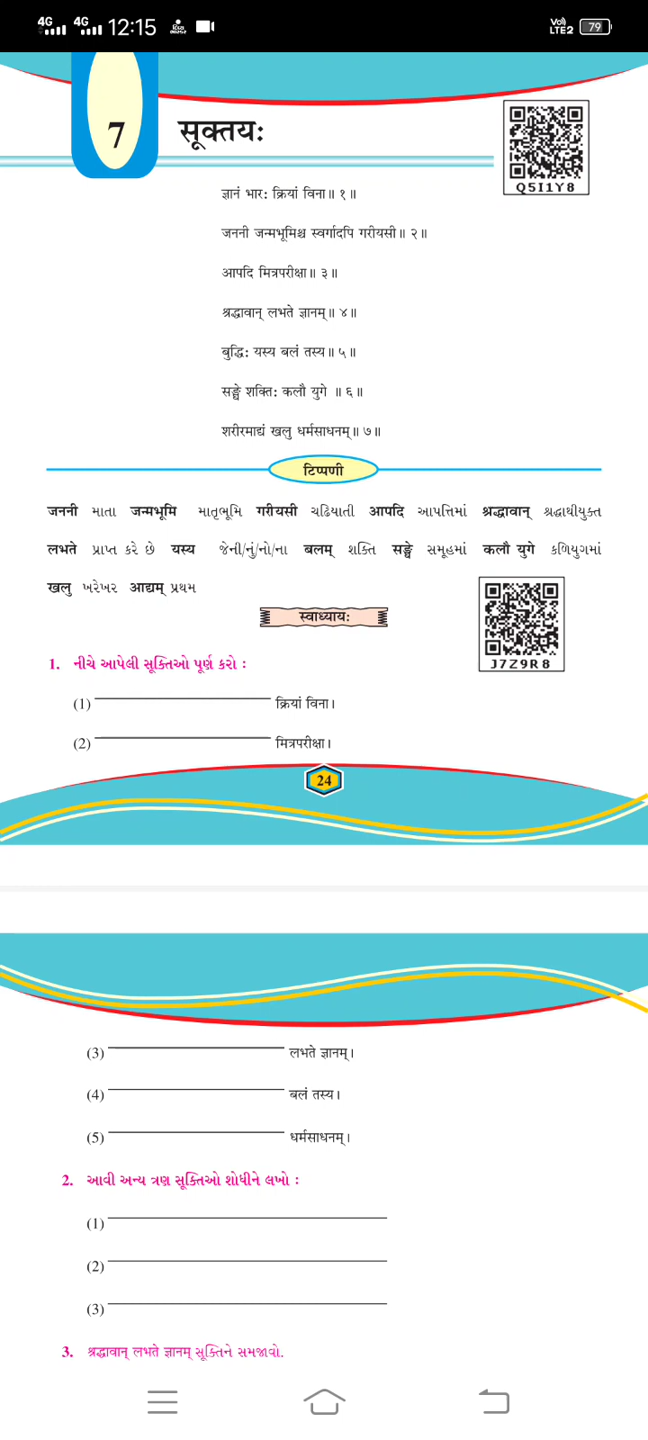 4G 4G 12:15 Vo) LTE2 79
7 सूक्तयः
Q5I1Y8
ज्ञानं भारः क्रियां विना॥ १॥
जननी जन्मभूमिश्च स्वर्गादपि गरीयसी॥ २॥
आपदि मित्रपरीक्षा॥ ३॥
श्रद्धावान् लभते ज्ञानम्॥ ४॥
बुद्धिः यस्य बलं तस्य॥ ५॥
सङ्घे शक्तिः कलौ युगे ॥ ६॥
शरीरमाद्यं खलु धर्मसाधनम्॥ ७॥
टिप्पणी
जननी માતા जन्मभूमि માતૃભૂમિ गरीयसी ચઢિયાતી आपदि આપત્તિમાં श्रद्धावान् શ્રદ્ધાથીયુક્ત
लभते પ્રાપ્ત કરે છે यस्य જેની/નું/નો/ના बलम् શક્તિ सङ्घे સમૂહમાં कलौ युगे કળિયુગમાં
खलु ખરેખર आद्यम् પ્રથમ
स्वाध्यायः
J7Z9R8
1. નીચે આપેલી સૂક્તિઓ પૂર્ણ કરો :
(1) क्रियां विना।
(2) मित्रपरीक्षा।
24
(3) लभते ज्ञानम्।
(4) बलं तस्य।
(5) धर्मसाधनम्।
2. આવી અન્ય ત્રણ સૂક્તિઓ શોધીને લખો :
(1)
(2)
(3)
3. श्रद्धावान् लभते ज्ञानम् સૂક્તિને સમજાવો.